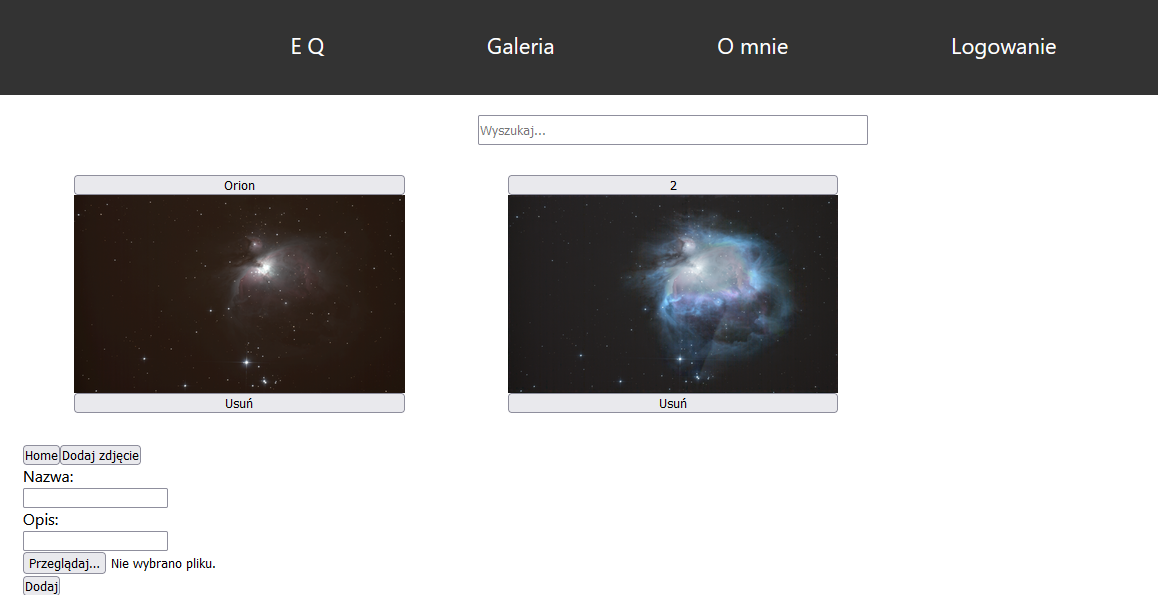 E Q Galeria O mnie Logowanie
Wyszukaj...
Orion 2
Usuń Usuń
Home Dodaj zdjęcie
Nazwa:
Opis:
Przeglądaj... Nie wybrano pliku.
Dodaj